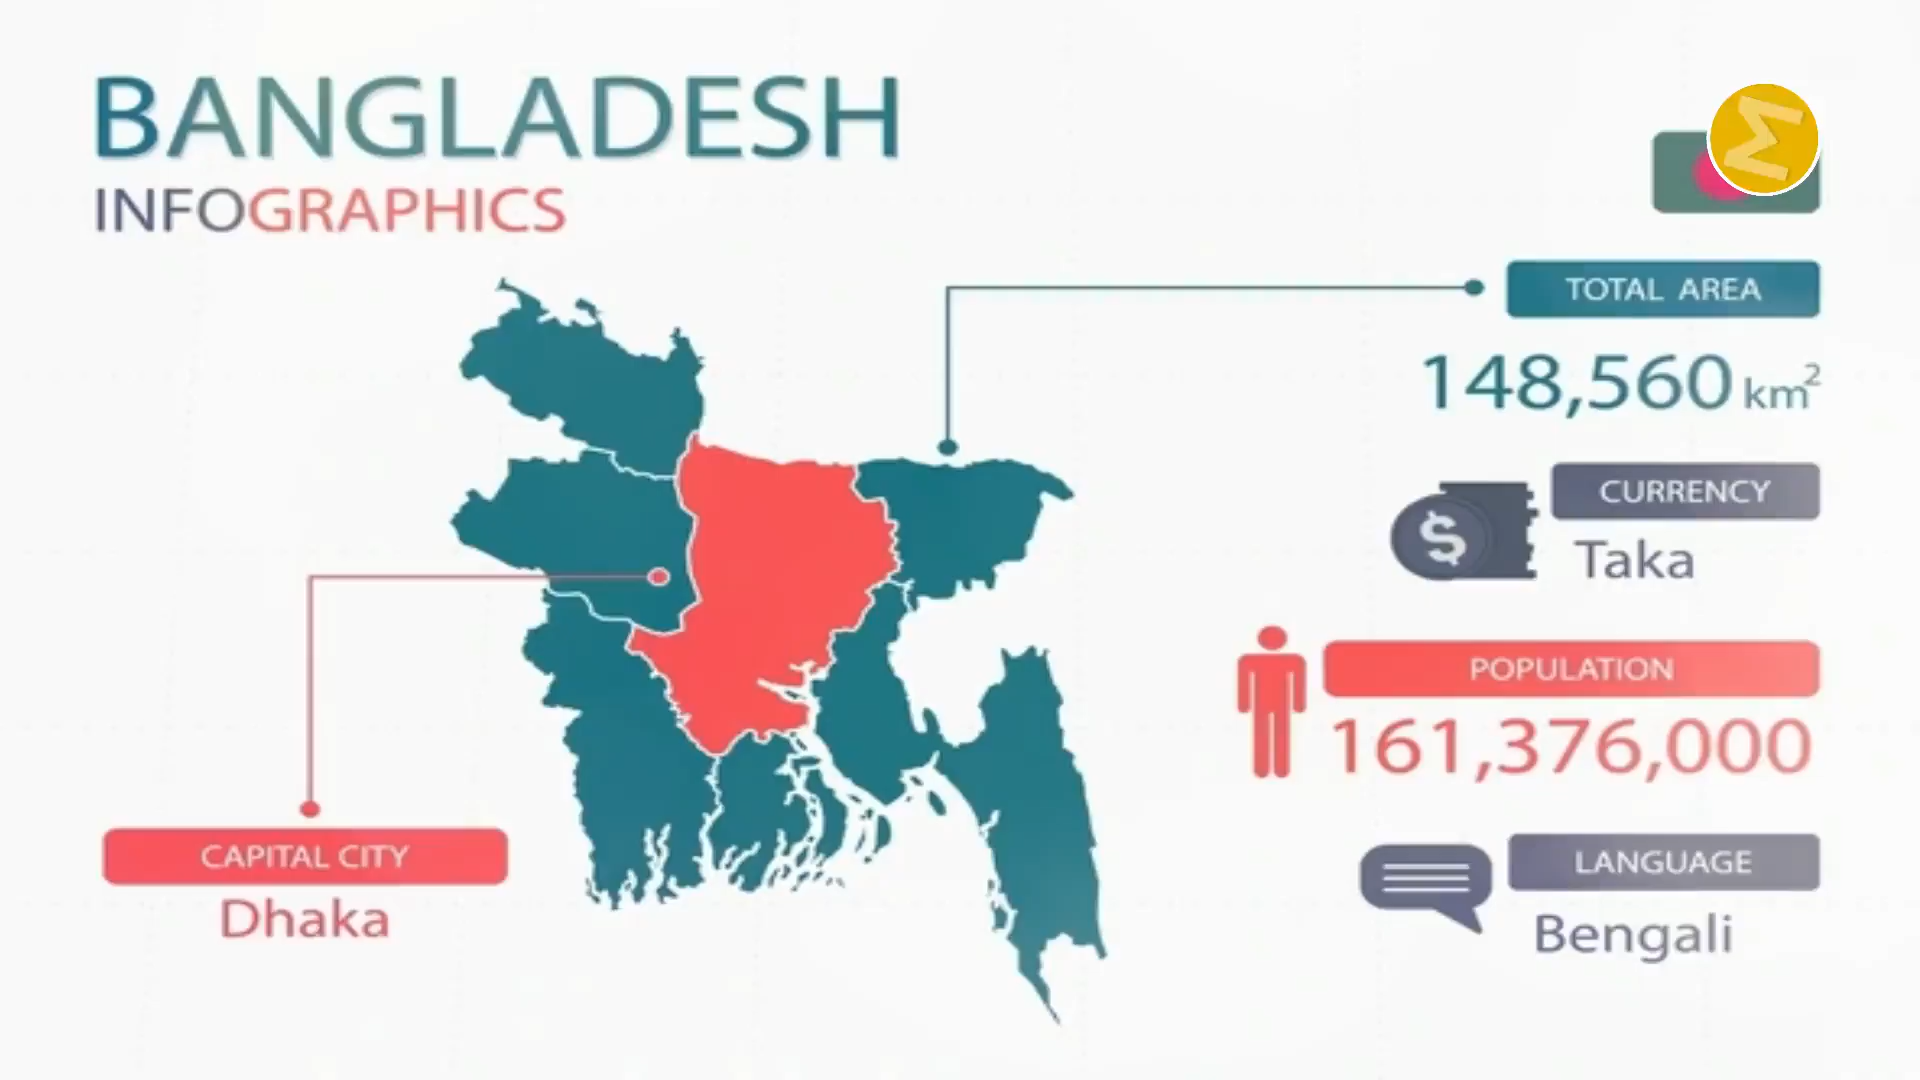 BANGLADESH
INFOGRAPHICS
TOTAL AREA
148,560 km²
CURRENCY
$
Taka
POPULATION
161,376,000
CAPITAL CITY
Dhaka
LANGUAGE
Bengali